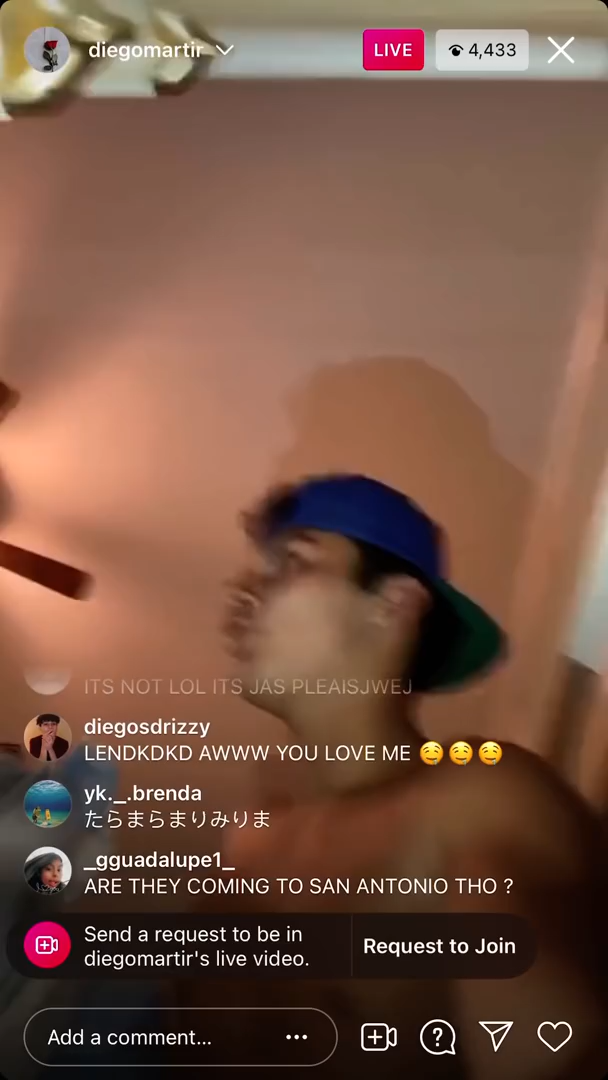 diegomartir
LIVE
4,433
ITS NOT LOL ITS JAS PLEAISJWEJ
diegosdrizzy
LENDKDKD AWWW YOU LOVE ME 🤤🤤🤤
yk._.brenda
たらまらまりみりま
_gguadalupe1_
ARE THEY COMING TO SAN ANTONIO THO ?
Send a request to be in
diegomartir's live video.
Request to Join
Add a comment...